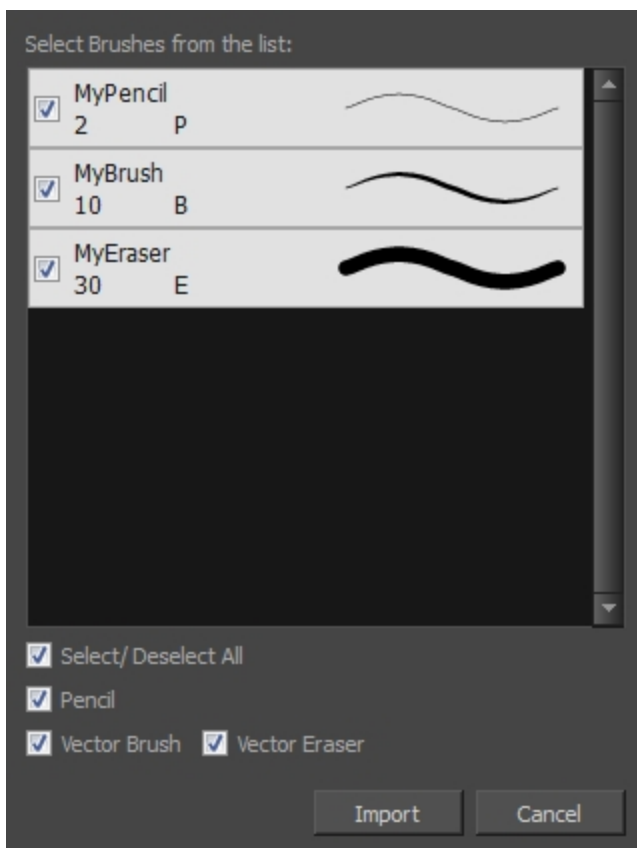 Select Brushes from the list:
MyPencil
2 P
MyBrush
10 B
MyEraser
30 E
Select/ Deselect All
Pencil
Vector Brush Vector Eraser
Import Cancel